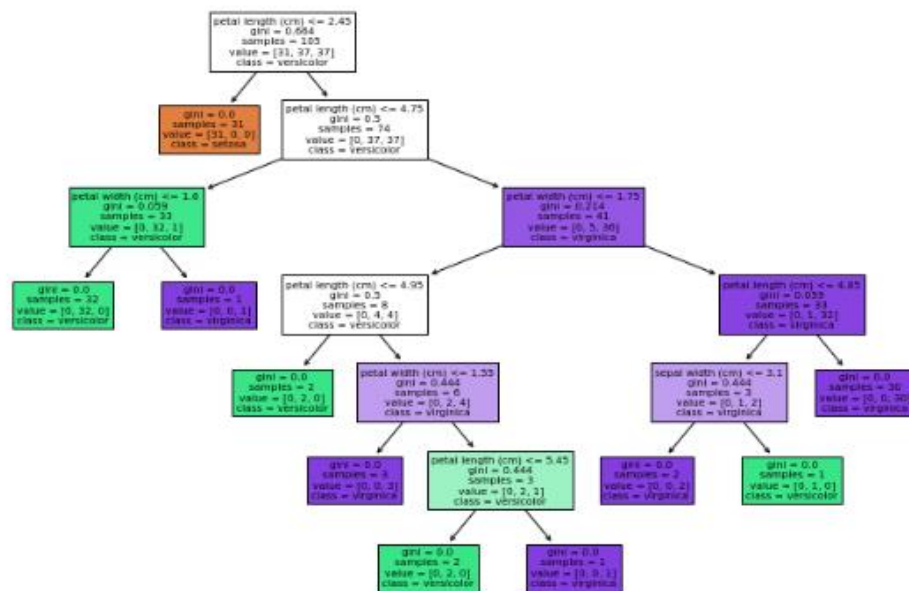 petal length (cm) <= 2.45
gini = 0.664
samples = 105
value = [31, 37, 37]
class = versicolor
gini = 0.0
samples = 31
value = [31, 0, 0]
class = setosa
petal length (cm) <= 4.75
gini = 0.5
samples = 74
value = [0, 37, 37]
class = versicolor
petal width (cm) <= 1.6
gini = 0.059
samples = 33
value = [0, 32, 1]
class = versicolor
petal width (cm) <= 1.75
gini = 0.214
samples = 41
value = [0, 5, 36]
class = virginica
gini = 0.0
samples = 32
value = [0, 32, 0]
class = versicolor
gini = 0.0
samples = 1
value = [0, 0, 1]
class = virginica
petal length (cm) <= 4.95
gini = 0.5
samples = 8
value = [0, 4, 4]
class = versicolor
petal length (cm) <= 4.85
gini = 0.059
samples = 33
value = [0, 1, 32]
class = virginica
gini = 0.0
samples = 2
value = [0, 2, 0]
class = versicolor
petal width (cm) <= 1.55
gini = 0.444
samples = 6
value = [0, 2, 4]
class = virginica
sepal width (cm) <= 3.1
gini = 0.444
samples = 3
value = [0, 1, 2]
class = virginica
gini = 0.0
samples = 30
value = [0, 0, 30]
class = virginica
gini = 0.0
samples = 3
value = [0, 0, 3]
class = virginica
petal length (cm) <= 5.45
gini = 0.444
samples = 3
value = [0, 2, 1]
class = versicolor
gini = 0.0
samples = 2
value = [0, 0, 2]
class = virginica
gini = 0.0
samples = 1
value = [0, 1, 0]
class = versicolor
gini = 0.0
samples = 2
value = [0, 2, 0]
class = versicolor
gini = 0.0
samples = 1
value = [0, 0, 1]
class = virginica